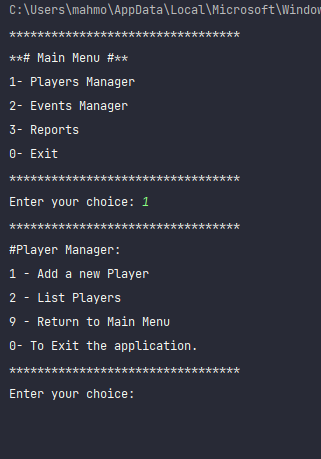 C:\Users\mahmo\AppData\Local\Microsoft\Window
*********************************
**# Main Menu #**
1- Players Manager
2- Events Manager
3- Reports
0- Exit
*********************************
Enter your choice: 1
*********************************
#Player Manager:
1 - Add a new Player
2 - List Players
9 - Return to Main Menu
0- To Exit the application.
*********************************
Enter your choice: